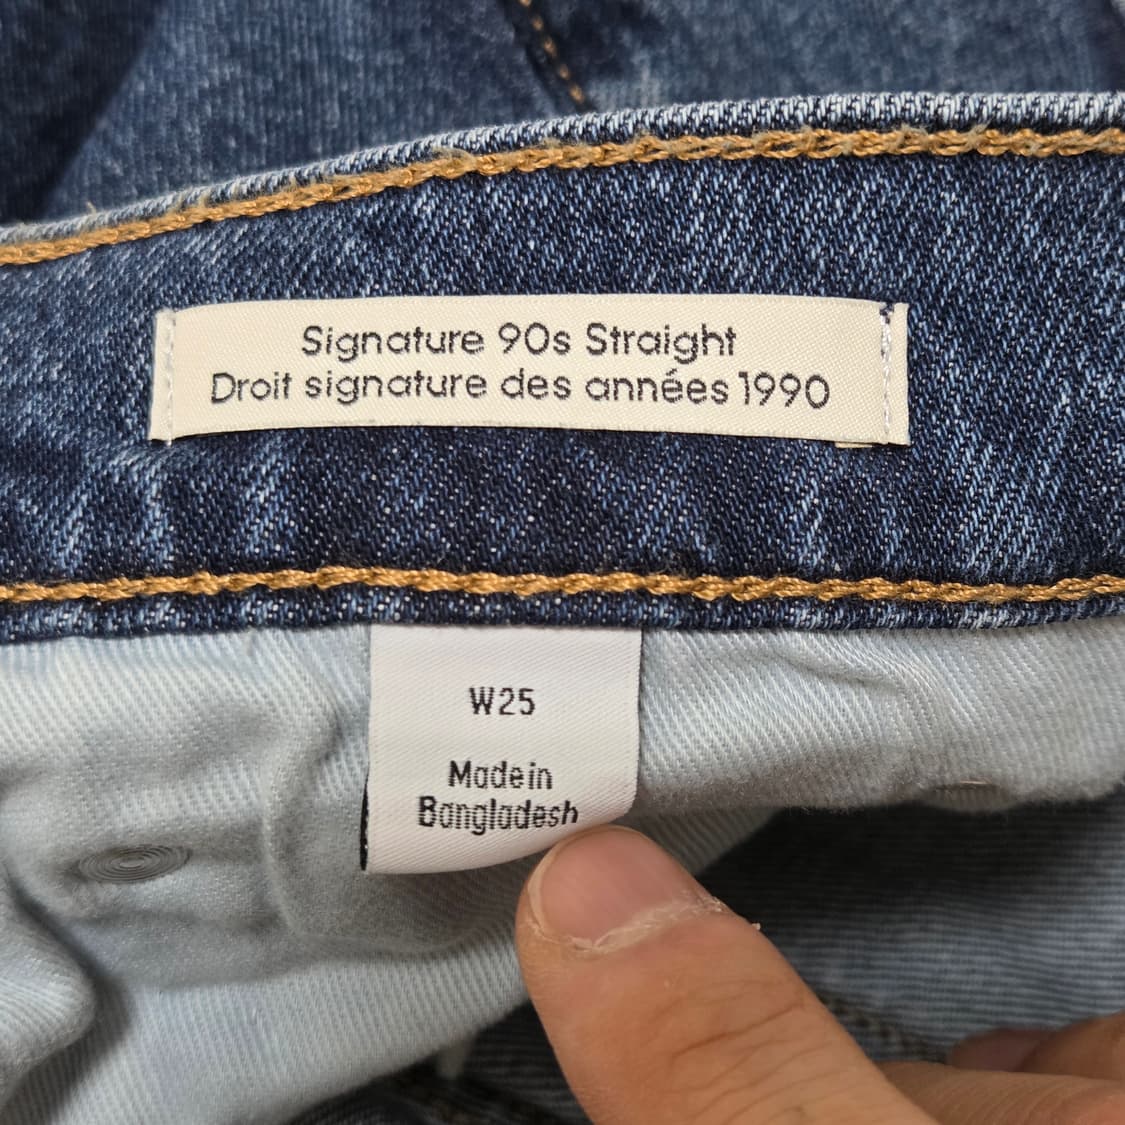 Signature 90s Straight
Droit signature des années 1990
W25
Made in
Bangladesh